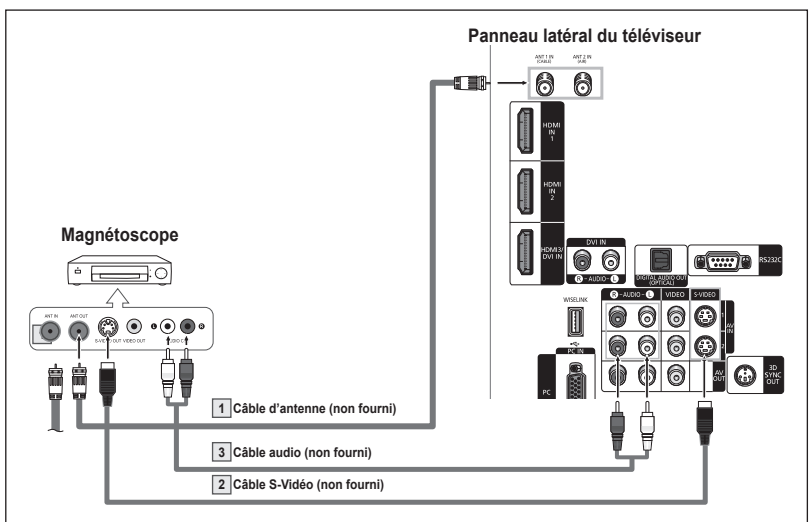 Panneau latéral du téléviseur
ANT 1 IN
(CABLE)
ANT 2 IN
(AIR)
HDMI
IN
1
HDMI
IN
2
HDMI3/
DVI IN
DVI IN
R - AUDIO - L
DIGITAL AUDIO OUT
(OPTICAL)
RS232C
WISELINK
R - AUDIO - L
VIDEO
S-VIDEO
1
2
AV
IN
AV
OUT
PC IN
PC
3D
SYNC
OUT
Magnétoscope
ANT IN
ANT OUT
VIDEO OUT
L
R
1 Câble d’antenne (non fourni)
3 Câble audio (non fourni)
2 Câble S-Vidéo (non fourni)